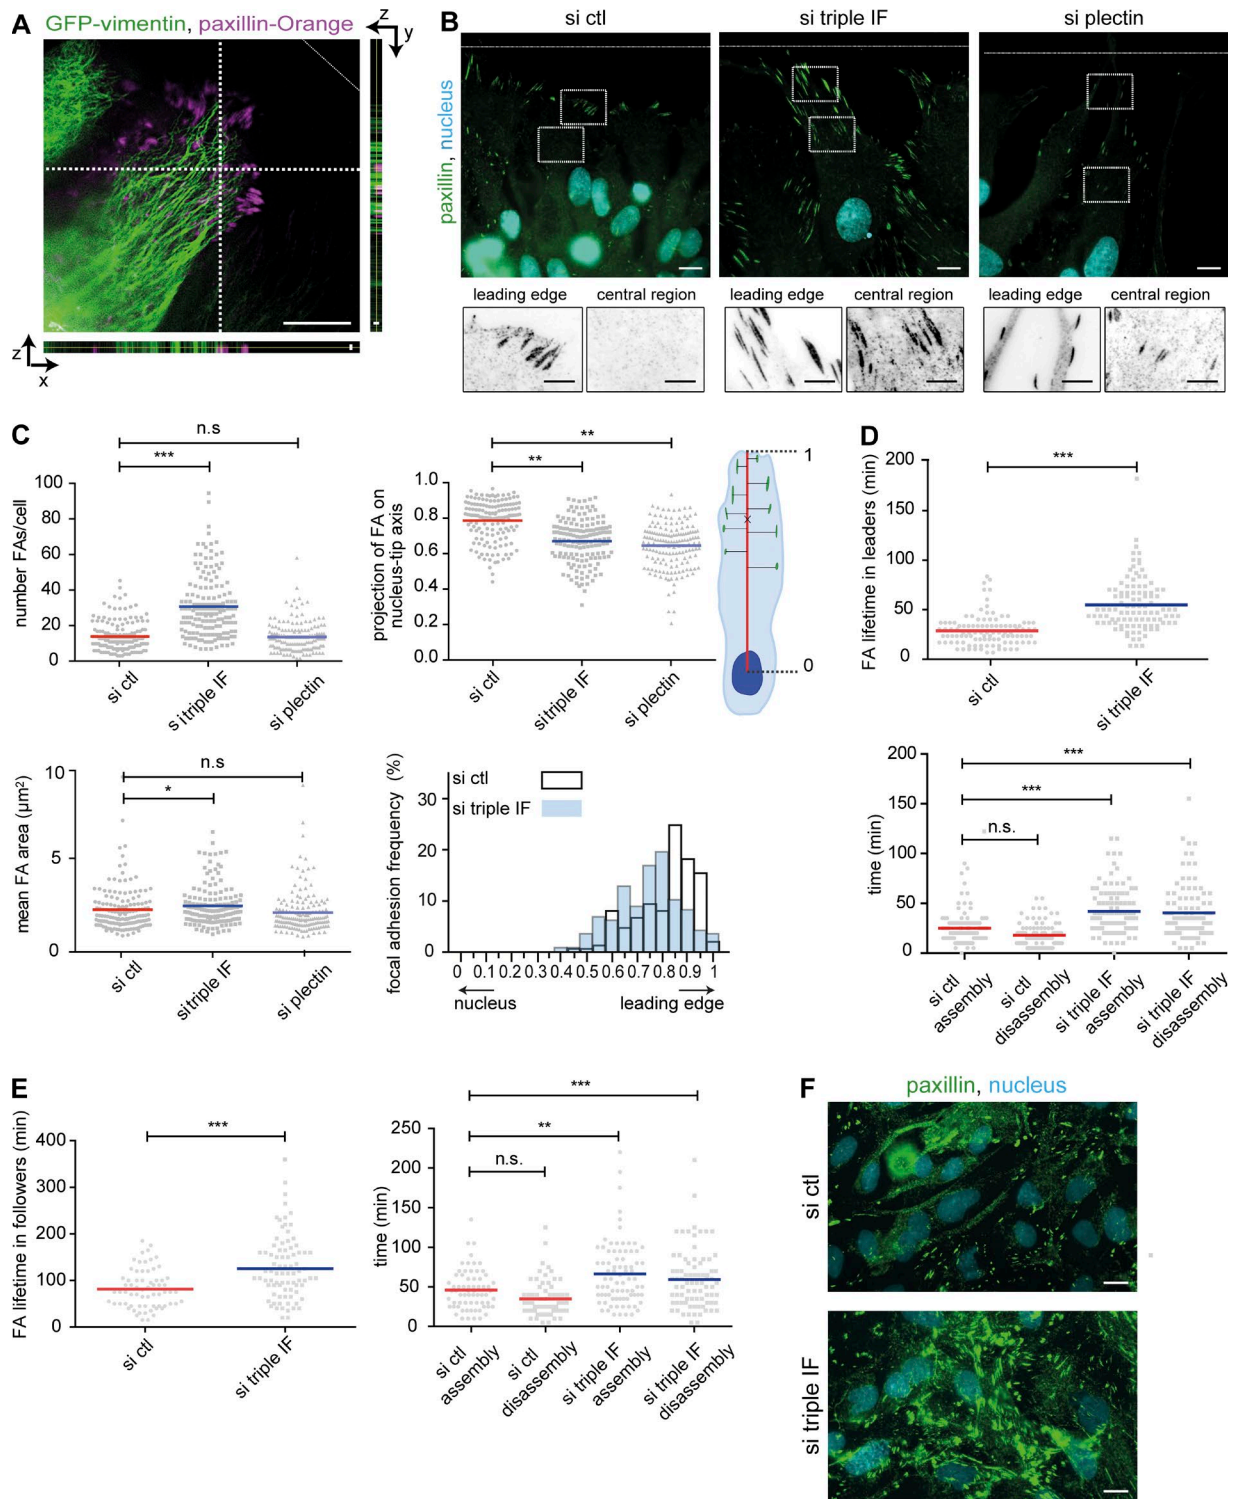 A
GFP-vimentin, paxillin-Orange
z
y
z
x
B
si ctl
si triple IF
si plectin
paxillin, nucleus
leading edge
central region
leading edge
central region
leading edge
central region
C
n.s
***
number FAs/cell
100
80
60
40
20
0
si ctl
s i triple IF
si plectin
**
**
projection of FA on
nucleus-tip axis
1.0
0.8
0.6
0.4
0.2
0.0
si ctl
si triple IF
si plectin
1
x
0
D
***
FA lifetime in leaders (min)
200
150
100
50
0
si ctl
si triple IF
n.s
*
mean FA area (µm²)
10
5
0
si ctl
si triple IF
si plectin
focal adhesion frequency (%)
si ctl
si triple IF
30
20
10
0
0 0.1 0.2 0.3 0.4 0.5 0.6 0.7 0.8 0.9 1
nucleus
leading edge
***
***
n.s.
time (min)
200
150
100
50
0
si ctl
assembly
si ctl
disassembly
si triple IF
assembly
si triple IF
disassembly
E
***
FA lifetime in followers (min)
400
300
200
100
0
si ctl
si triple IF
***
**
n.s.
time (min)
250
200
150
100
50
0
si ctl
assembly
si ctl
disassembly
si triple IF
assembly
si triple IF
disassembly
F
paxillin, nucleus
si ctl
si triple IF